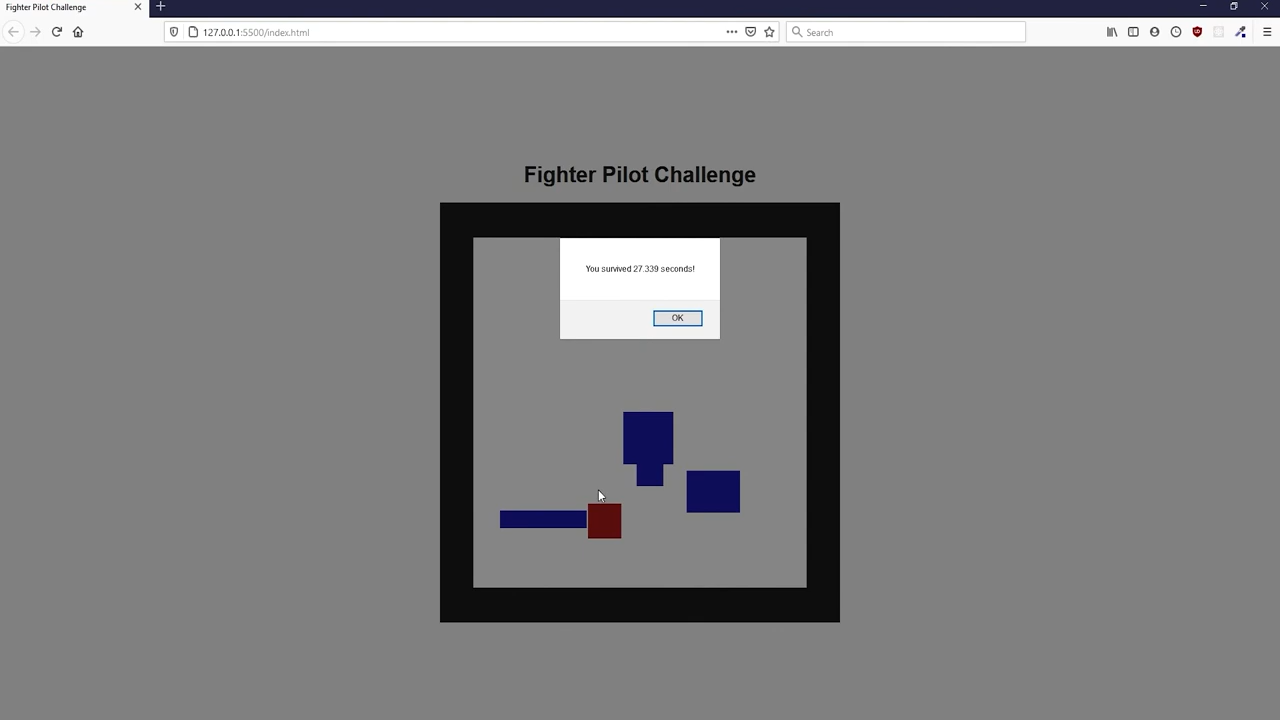 Fighter Pilot Challenge
127.0.0.1:5500/index.html
Search
Fighter Pilot Challenge
You survived 27.339 seconds!
OK